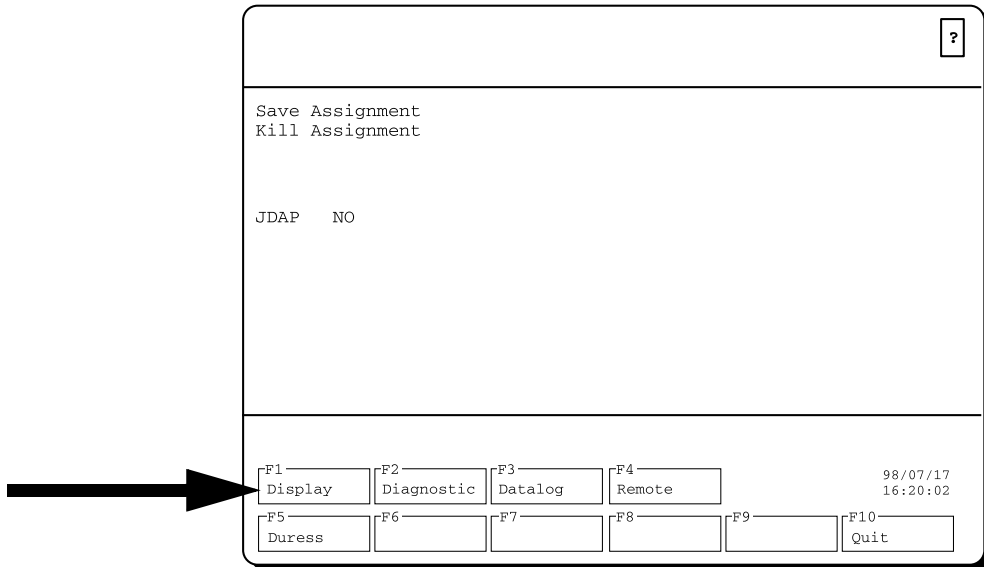 ?
Save Assignment
Kill Assignment
JDAP NO
F1 F2 F3 F4
Display Diagnostic Datalog Remote
98/07/17
16:20:02
F5 F6 F7 F8 F9 F10
Duress Quit